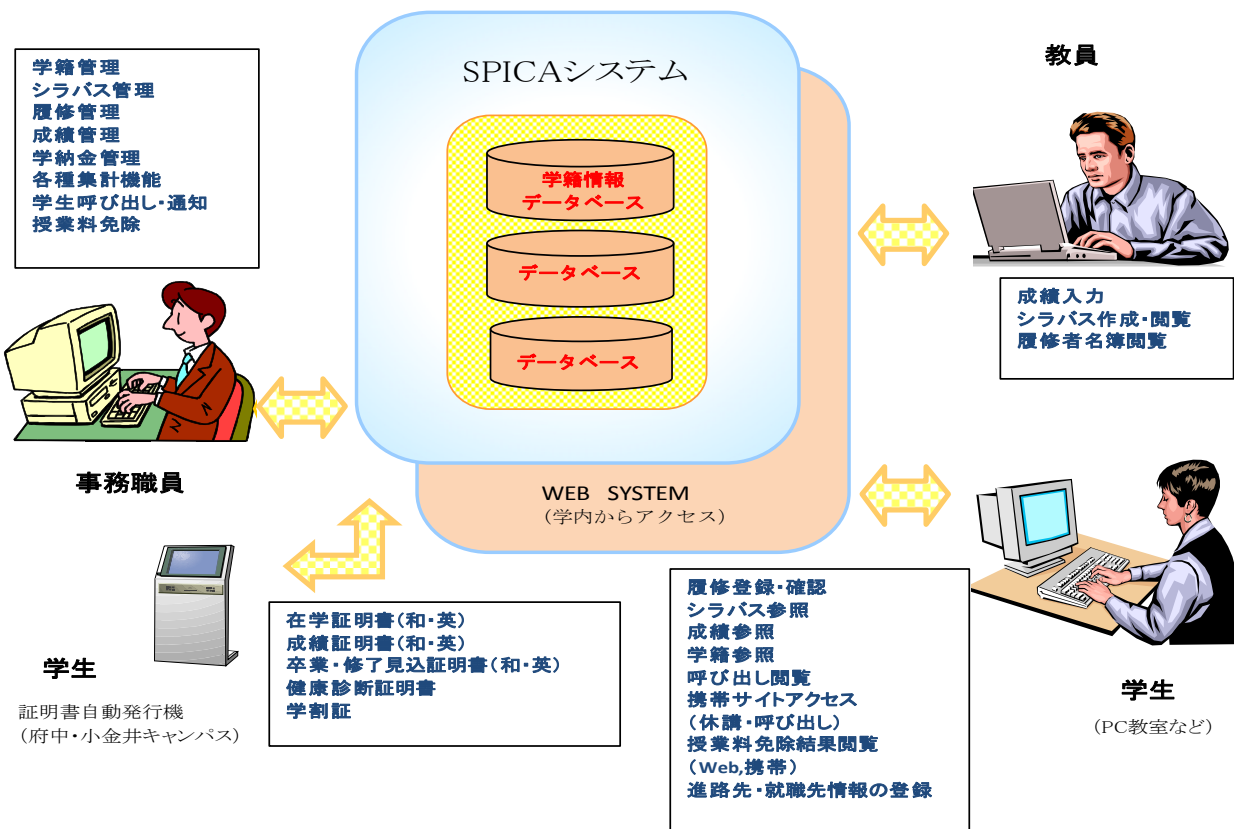 学籍管理
シラバス管理
履修管理
成績管理
学納金管理
各種集計機能
学生呼び出し・通知
授業料免除
事務職員
SPICAシステム
学籍情報
データベース
データベース
データベース
WEB SYSTEM
(学内からアクセス)
教員
成績入力
シラバス作成・閲覧
履修者名簿閲覧
学生
証明書自動発行機
(府中・小金井キャンパス)
在学証明書(和・英)
成績証明書(和・英)
卒業・修了見込証明書(和・英)
健康診断証明書
学割証
履修登録・確認
シラバス参照
成績参照
学籍参照
呼び出し閲覧
携帯サイトアクセス
(休講・呼び出し)
授業料免除結果閲覧
(Web,携帯)
進路先・就職先情報の登録
学生
(PC教室など)